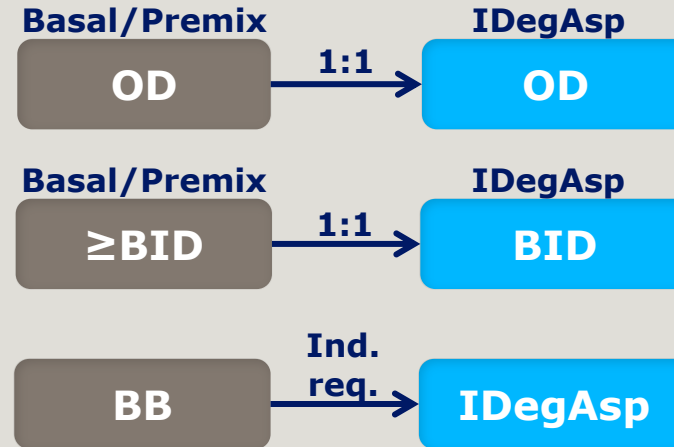 Basal/Premix
IDegAsp
OD
1:1
OD
Basal/Premix
IDegAsp
≥BID
1:1
BID
BB
Ind.
req.
IDegAsp